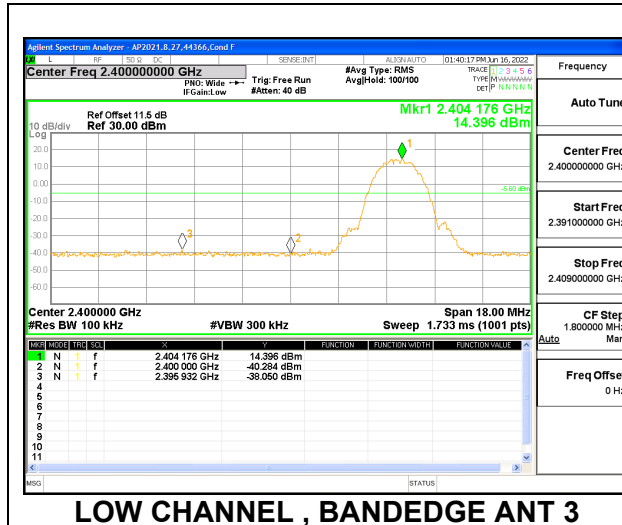 Agilent Spectrum Analyzer - AP2021.8.27,44366,Cond F
L RF 50 Ω DC SENSE:INT ALIGNAUTO 01:40:17 PM Jun 16, 2022
Center Freq 2.400000000 GHz
PNO: Wide
IFGain:Low
Trig: Free Run
#Atten: 40 dB
#Avg Type: RMS
Avg|Hold: 100/100
TRACE 1 2 3 4 5 6
TYPE M
DET P N N N N N
Ref Offset 11.5 dB
Ref 30.00 dBm
10 dB/div
Log
Mkr1 2.404 176 GHz
14.396 dBm
20.0
10.0
0.00
-10.0
-20.0
-30.0
-40.0
-50.0
-60.0
1
2
3
-5.60 dBm
Center 2.400000 GHz Span 18.00 MHz
#Res BW 100 kHz #VBW 300 kHz Sweep 1.733 ms (1001 pts)
MKR MODE TRC SCL X Y FUNCTION FUNCTION WIDTH FUNCTION VALUE
1 N 1 f 2.404 176 GHz 14.396 dBm
2 N 1 f 2.400 000 GHz -40.284 dBm
3 N 1 f 2.395 932 GHz -38.050 dBm
4
5
6
7
8
9
10
11
MSG STATUS
Frequency
Auto Tune
Center Freq
2.400000000 GHz
Start Freq
2.391000000 GHz
Stop Freq
2.409000000 GHz
CF Step
1.800000 MHz
Auto Man
Freq Offset
0 Hz
LOW CHANNEL , BANDEDGE ANT 3